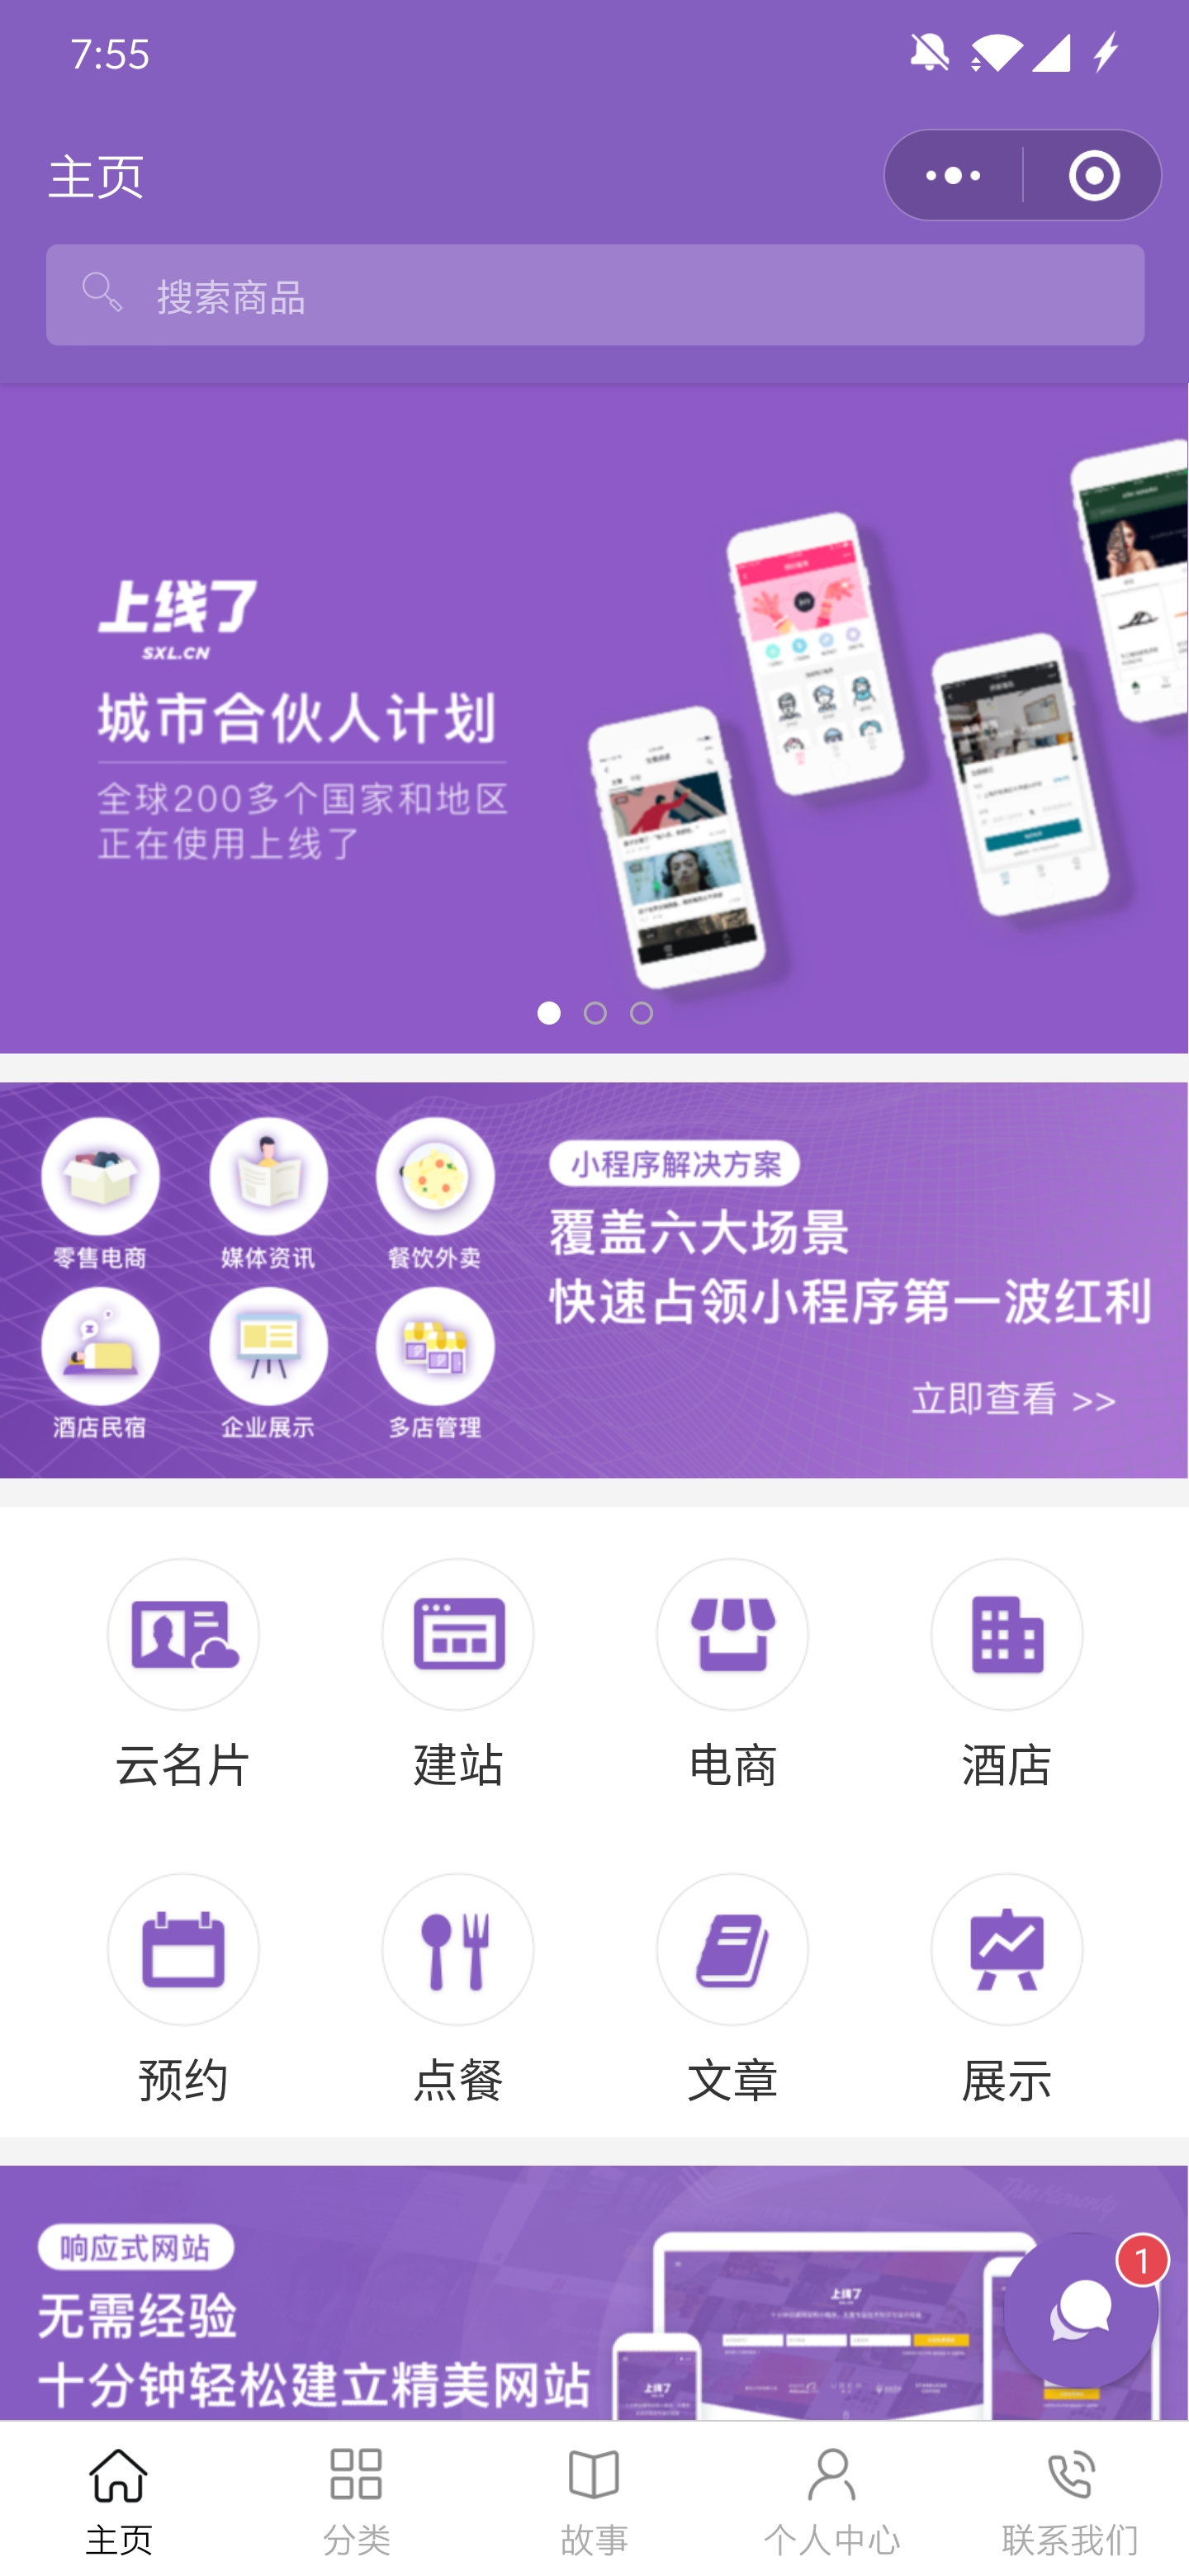 7:55
主页
搜索商品
上线了
SXL.CN
城市合伙人计划
全球200多个国家和地区
正在使用上线了
零售电商
媒体资讯
餐饮外卖
小程序解决方案
覆盖六大场景
快速占领小程序第一波红利
酒店民宿
企业展示
多店管理
立即查看 >>
云名片
建站
电商
酒店
预约
点餐
文章
展示
响应式网站
无需经验
十分钟轻松建立精美网站
上线了
上线了
1
主页
分类
故事
个人中心
联系我们